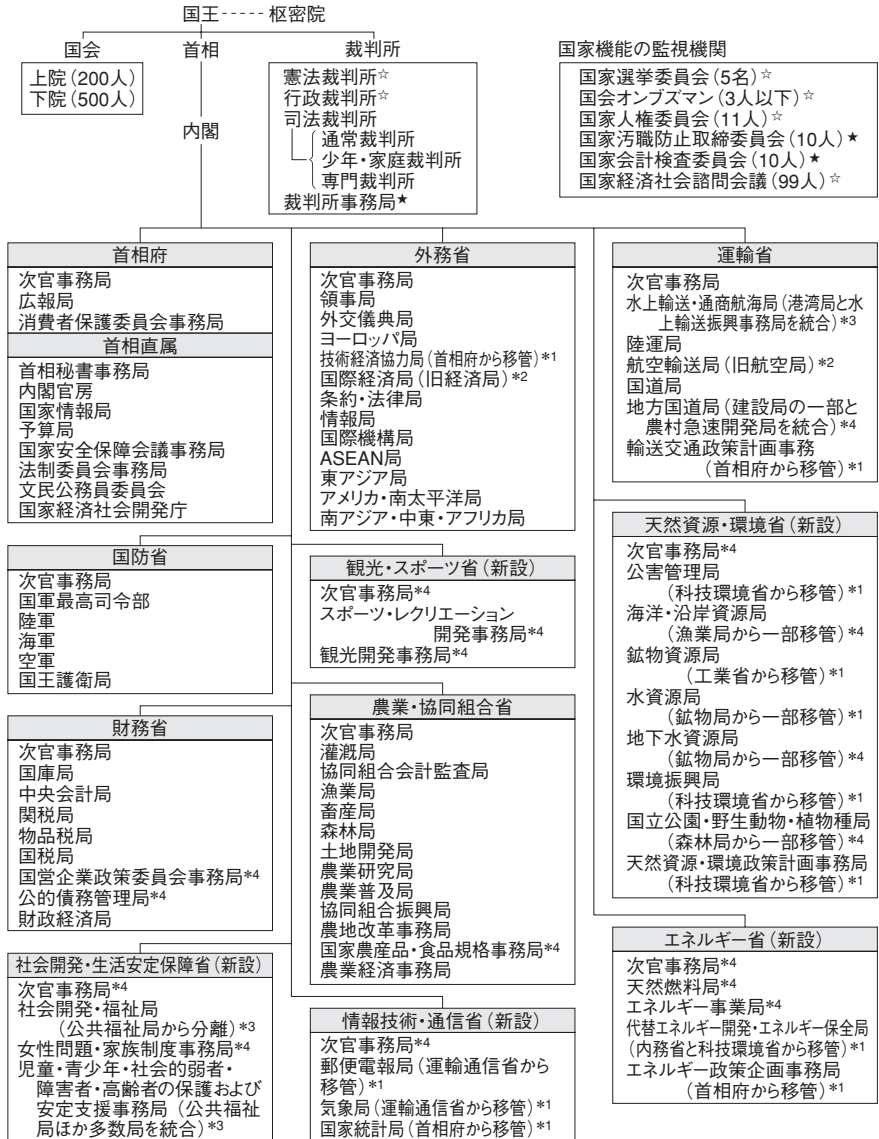 国王-----枢密院
国会
首相
裁判所
国家機能の監視機関
上院(200人)
下院(500人)
内閣
憲法裁判所☆
行政裁判所☆
司法裁判所
通常裁判所
少年・家庭裁判所
専門裁判所
裁判所事務局★
国家選挙委員会(5名)☆
国会オンブズマン(3人以下)☆
国家人権委員会(11人)☆
国家汚職防止取締委員会(10人)★
国家会計検査委員会(10人)★
国家経済社会諮問会議(99人)☆
首相府
次官事務局
広報局
消費者保護委員会事務局
首相直属
首相秘書事務局
内閣官房
国家情報局
予算局
国家安全保障会議事務局
法制委員会事務局
文民公務員委員会
国家経済社会開発庁
国防省
次官事務局
国軍最高司令部
陸軍
海軍
空軍
国王護衛局
財務省
次官事務局
国庫局
中央会計局
関税局
物品税局
国税局
国営企業政策委員会事務局*4
公的債務管理局*4
財政経済局
社会開発・生活安定保障省(新設)
次官事務局*4
社会開発・福祉局
(公共福祉局から分離)*3
女性問題・家族制度事務局*4
児童・青少年・社会的弱者・
障害者・高齢者の保護および
安定支援事務局(公共福祉
局ほか多数局を統合)*3
外務省
次官事務局
領事局
外交儀典局
ヨーロッパ局
技術経済協力局(首相府から移管)*1
国際経済局(旧経済局)*2
条約・法律局
情報局
国際機構局
ASEAN局
東アジア局
アメリカ・南太平洋局
南アジア・中東・アフリカ局
観光・スポーツ省(新設)
次官事務局*4
スポーツ・レクリエーション
開発事務局*4
観光開発事務局*4
農業・協同組合省
次官事務局
灌漑局
協同組合会計監査局
漁業局
畜産局
森林局
土地開発局
農業研究局
農業普及局
協同組合振興局
農地改革事務局
国家農産品・食品規格事務局*4
農業経済事務局
情報技術・通信省(新設)
次官事務局*4
郵便電報局(運輸通信省から
移管)*1
気象局(運輸通信省から移管)*1
国家統計局(首相府から移管)*1
運輸省
次官事務局
水上輸送・通商航海局(港湾局と水
上輸送振興事務局を統合)*3
陸運局
航空輸送局(旧航空局)*2
国道局
地方国道局(建設局の一部と
農村急速開発局を統合)*4
輸送交通政策計画事務
(首相府から移管)*1
天然資源・環境省(新設)
次官事務局*4
公害管理局
(科技環境省から移管)*1
海洋・沿岸資源局
(漁業局から一部移管)*4
鉱物資源局
(工業省から移管)*1
水資源局
(鉱物局から一部移管)*1
地下水資源局
(鉱物局から一部移管)*4
環境振興局
(科技環境省から移管)*1
国立公園・野生動物・植物種局
(森林局から一部移管)*4
天然資源・環境政策計画事務局
(科技環境省から移管)*1
エネルギー省(新設)
次官事務局*4
天然燃料局*4
エネルギー事業局*4
代替エネルギー開発・エネルギー保全局
(内務省と科技環境省から移管)*1
エネルギー政策企画事務局
(首相府から移管)*1